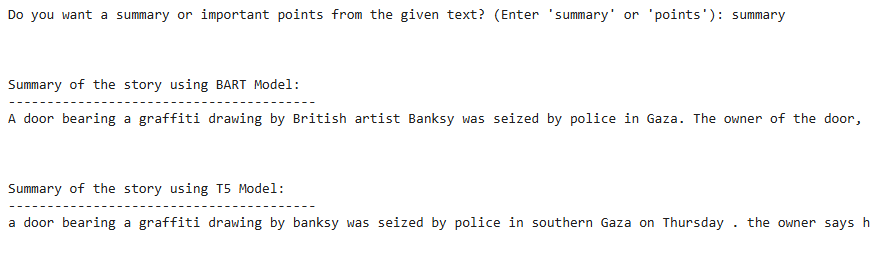 Do you want a summary or important points from the given text? (Enter 'summary' or 'points'): summary
Summary of the story using BART Model:
----------------------------------------
A door bearing a graffiti drawing by British artist Banksy was seized by police in Gaza. The owner of the door,
Summary of the story using T5 Model:
----------------------------------------
a door bearing a graffiti drawing by banksy was seized by police in southern Gaza on Thursday . the owner says h